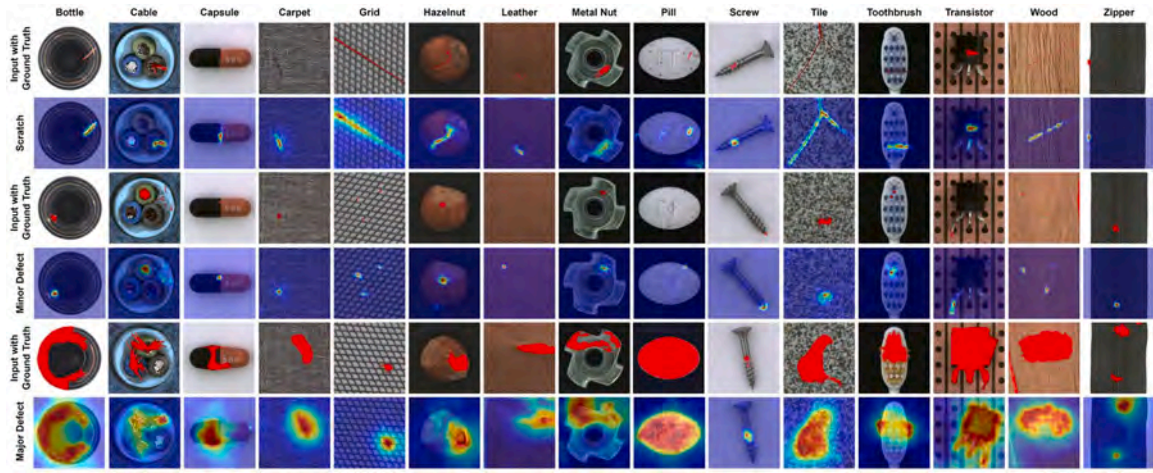 Bottle Cable Capsule Carpet Grid Hazelnut Leather Metal Nut Pill Screw Tile Toothbrush Transistor Wood Zipper
Input with
Ground Truth
Scratch
Input with
Ground Truth
Minor Defect
Input with
Ground Truth
Major Defect